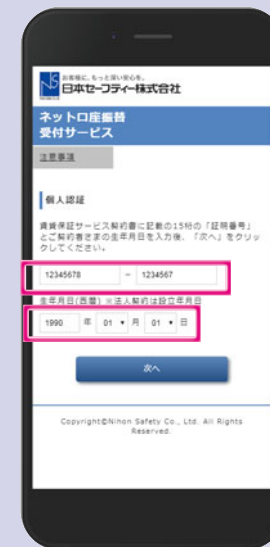 お客様に、もっと深い安心を。
日本セーフティー株式会社
ネット口座振替
受付サービス
注意事項
個人認証
賃貸保証サービス契約書に記載の15桁の「証明番号」
とご契約者さまの生年月日を入力後、「次へ」をクリッ
クしてください。
12345678 － 1234567
生年月日(西暦) ※法人契約は設立年月日
1990 年 01 月 01 日
次へ
Copyright©Nihon Safety Co., Ltd. All Rights
Reserved.